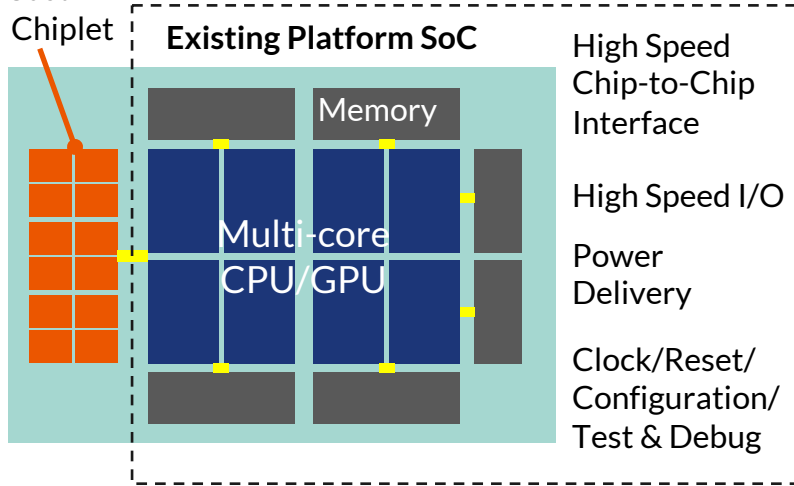 Chiplet
Existing Platform SoC
High Speed
Chip-to-Chip
Interface
Memory
High Speed I/O
Multi-core
CPU/GPU
Power
Delivery
Clock/Reset/
Configuration/
Test & Debug